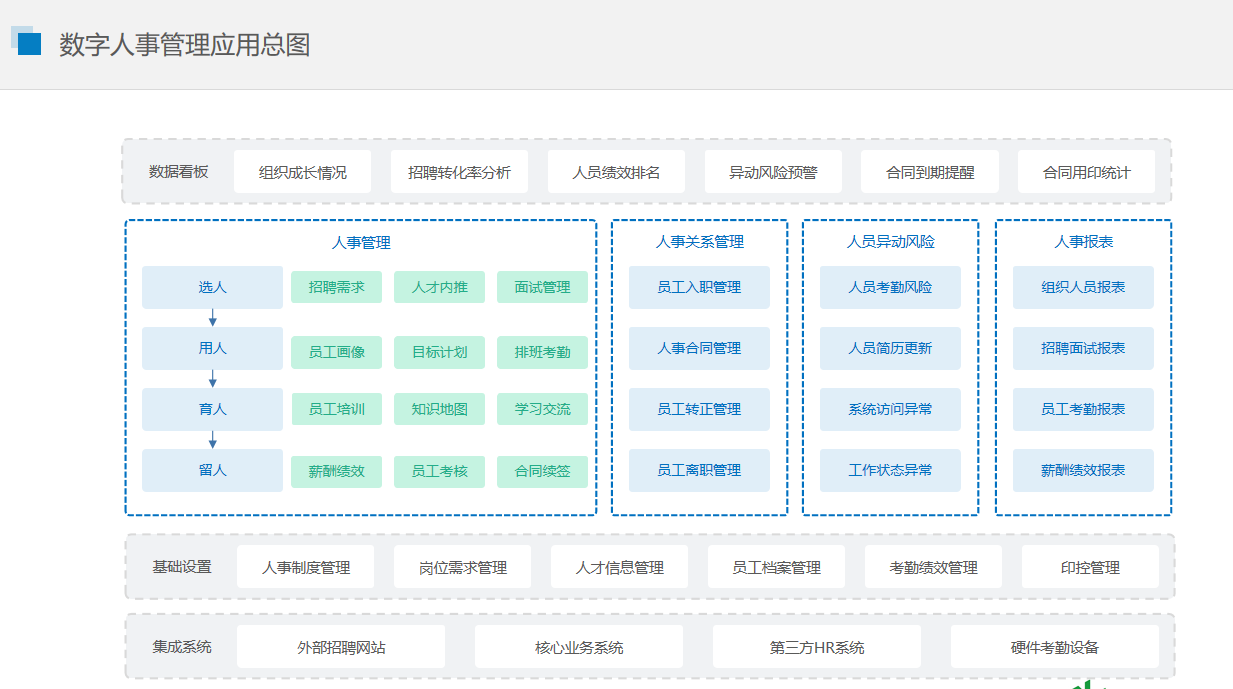 数字人事管理应用总图
数据看板 组织成长情况 招聘转化率分析 人员绩效排名 异动风险预警 合同到期提醒 合同用印统计
人事管理
选人 招聘需求 人才内推 面试管理
用人 员工画像 目标计划 排班考勤
育人 员工培训 知识地图 学习交流
留人 薪酬绩效 员工考核 合同续签
人事关系管理
员工入职管理
人事合同管理
员工转正管理
员工离职管理
人员异动风险
人员考勤风险
人员简历更新
系统访问异常
工作状态异常
人事报表
组织人员报表
招聘面试报表
员工考勤报表
薪酬绩效报表
基础设置 人事制度管理 岗位需求管理 人才信息管理 员工档案管理 考勤绩效管理 印控管理
集成系统 外部招聘网站 核心业务系统 第三方HR系统 硬件考勤设备